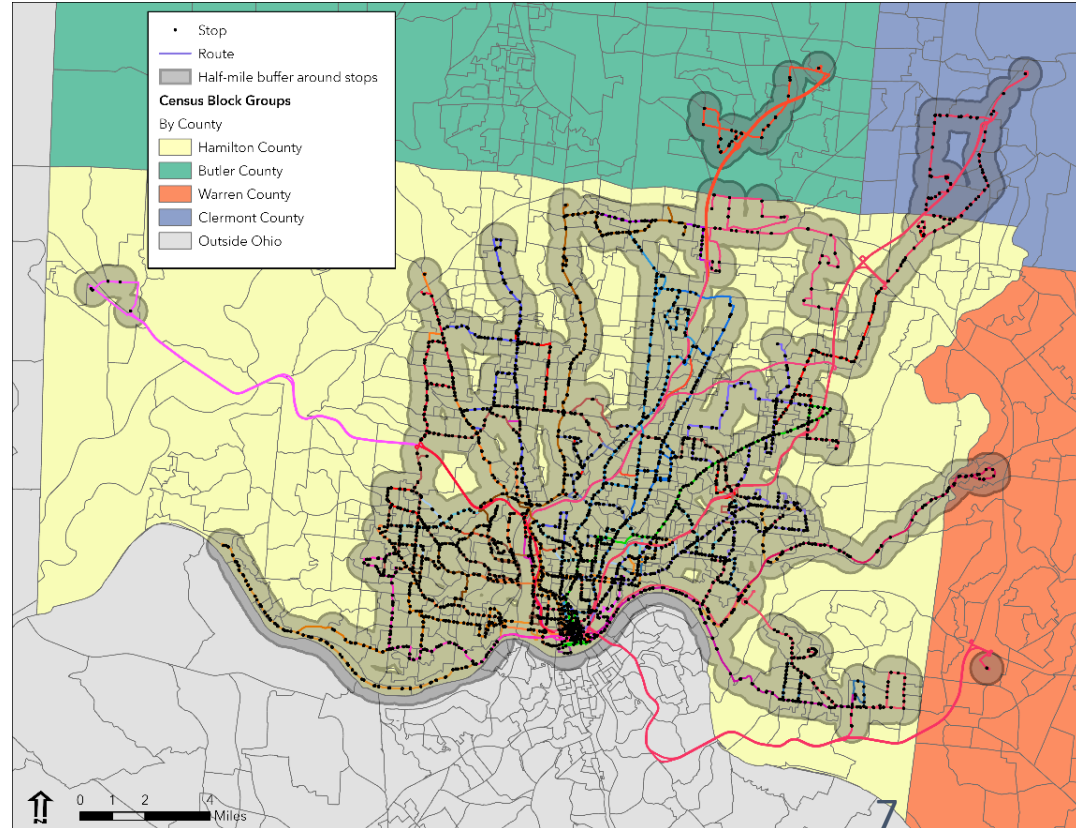 Stop
Route
Half-mile buffer around stops
Census Block Groups
By County
Hamilton County
Butler County
Warren County
Clermont County
Outside Ohio
N
0 1 2 4
Miles
7